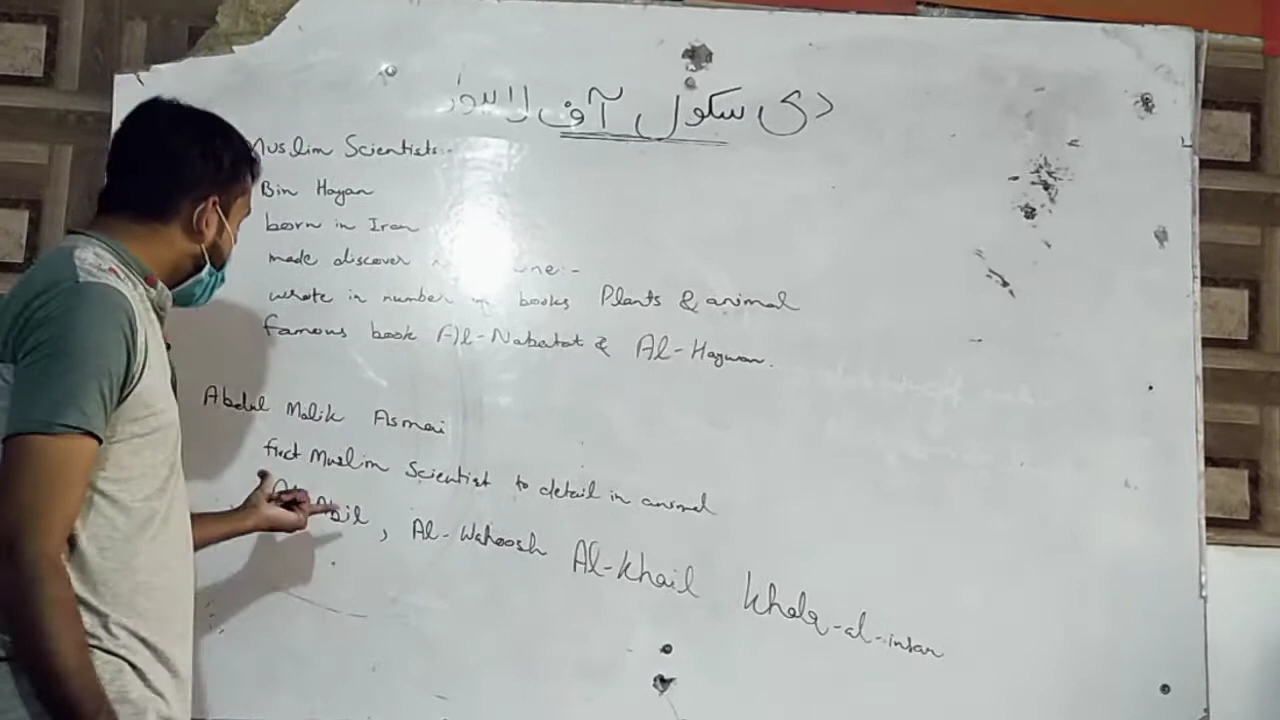 دی سکول آف لاہور
Muslim Scientists:-
Bin Hayan
born in Iran
made discover
wrote in number of books Plants & animal
famous book Al-Nabatat & Al-Haywan.
Abdul Malik Asmai
first Muslim Scientist to detail in animal
Abil, Al-Wahoosh Al-Khail Khalq-al-insan